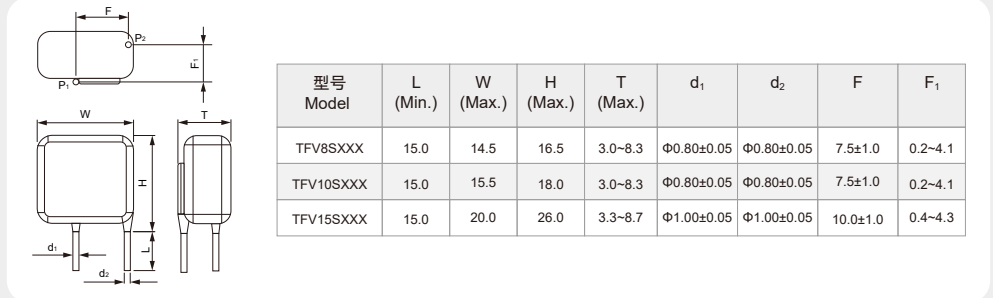 F
P2
F1
P1
W
T
H
d1
L
d2
型号 Model L (Min.) W (Max.) H (Max.) T (Max.) d1 d2 F F1
TFV8SXXX 15.0 14.5 16.5 3.0~8.3 Φ0.80±0.05 Φ0.80±0.05 7.5±1.0 0.2~4.1
TFV10SXXX 15.0 15.5 18.0 3.0~8.3 Φ0.80±0.05 Φ0.80±0.05 7.5±1.0 0.2~4.1
TFV15SXXX 15.0 20.0 26.0 3.3~8.7 Φ1.00±0.05 Φ1.00±0.05 10.0±1.0 0.4~4.3